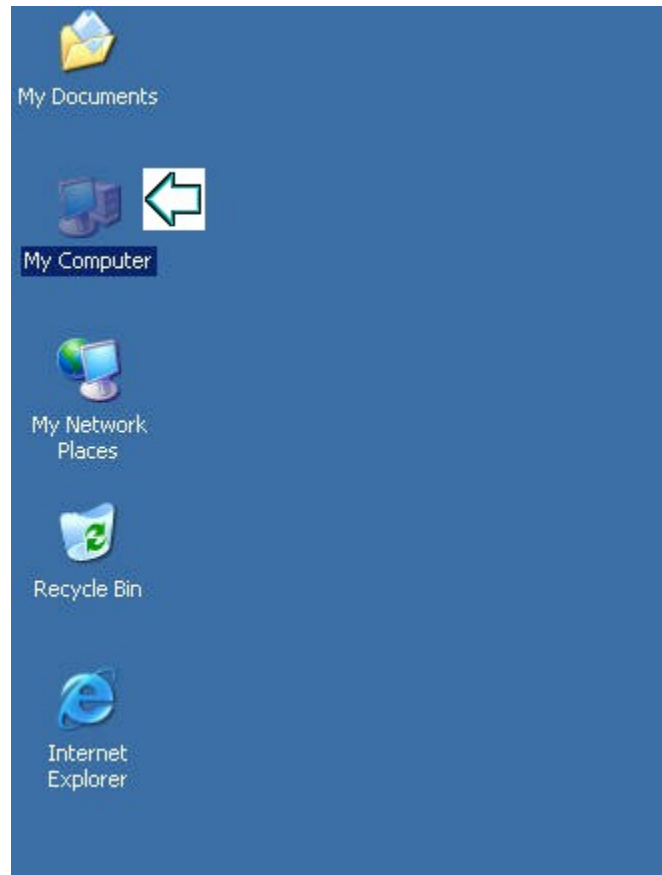 My Documents
My Computer
My Network
Places
Recycle Bin
Internet
Explorer